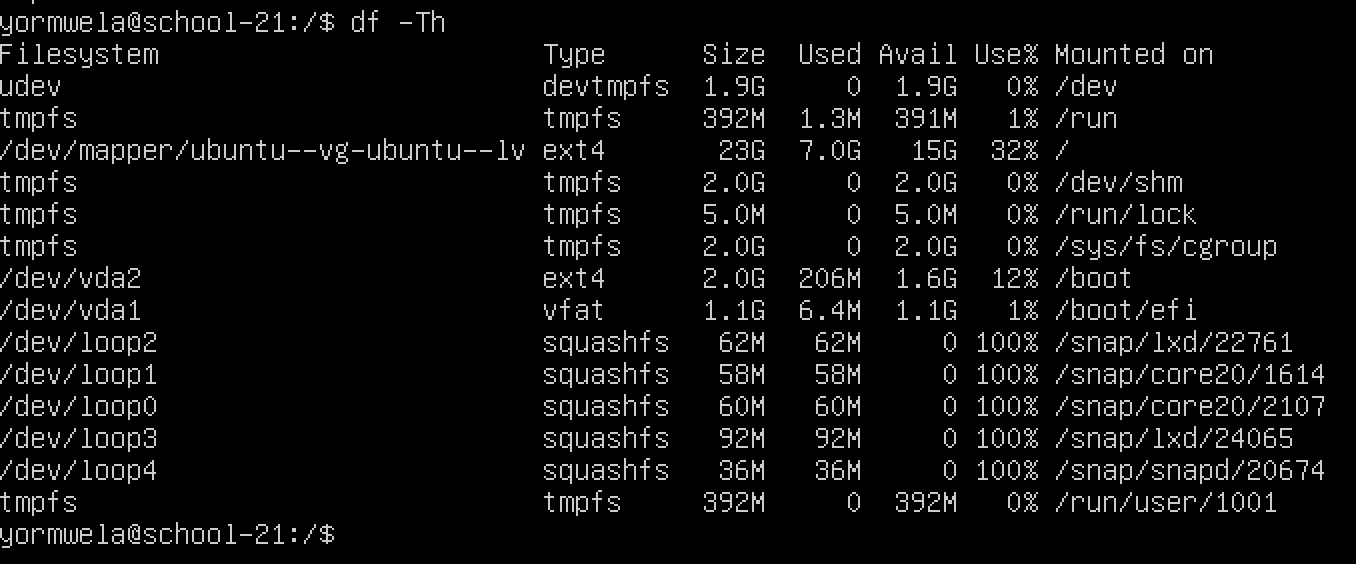 yormwela@school-21:/$ df -Th
Filesystem                        Type      Size  Used Avail Use% Mounted on
udev                              devtmpfs  1.9G     0  1.9G   0% /dev
tmpfs                             tmpfs     392M  1.3M  391M   1% /run
/dev/mapper/ubuntu--vg-ubuntu--lv ext4       23G  7.0G   15G  32% /
tmpfs                             tmpfs     2.0G     0  2.0G   0% /dev/shm
tmpfs                             tmpfs     5.0M     0  5.0M   0% /run/lock
tmpfs                             tmpfs     2.0G     0  2.0G   0% /sys/fs/cgroup
/dev/vda2                         ext4      2.0G  206M  1.6G  12% /boot
/dev/vda1                         vfat      1.1G  6.4M  1.1G   1% /boot/efi
/dev/loop2                        squashfs   62M   62M     0 100% /snap/lxd/22761
/dev/loop1                        squashfs   58M   58M     0 100% /snap/core20/1614
/dev/loop0                        squashfs   60M   60M     0 100% /snap/core20/2107
/dev/loop3                        squashfs   92M   92M     0 100% /snap/lxd/24065
/dev/loop4                        squashfs   36M   36M     0 100% /snap/snapd/20674
tmpfs                             tmpfs     392M     0  392M   0% /run/user/1001
yormwela@school-21:/$